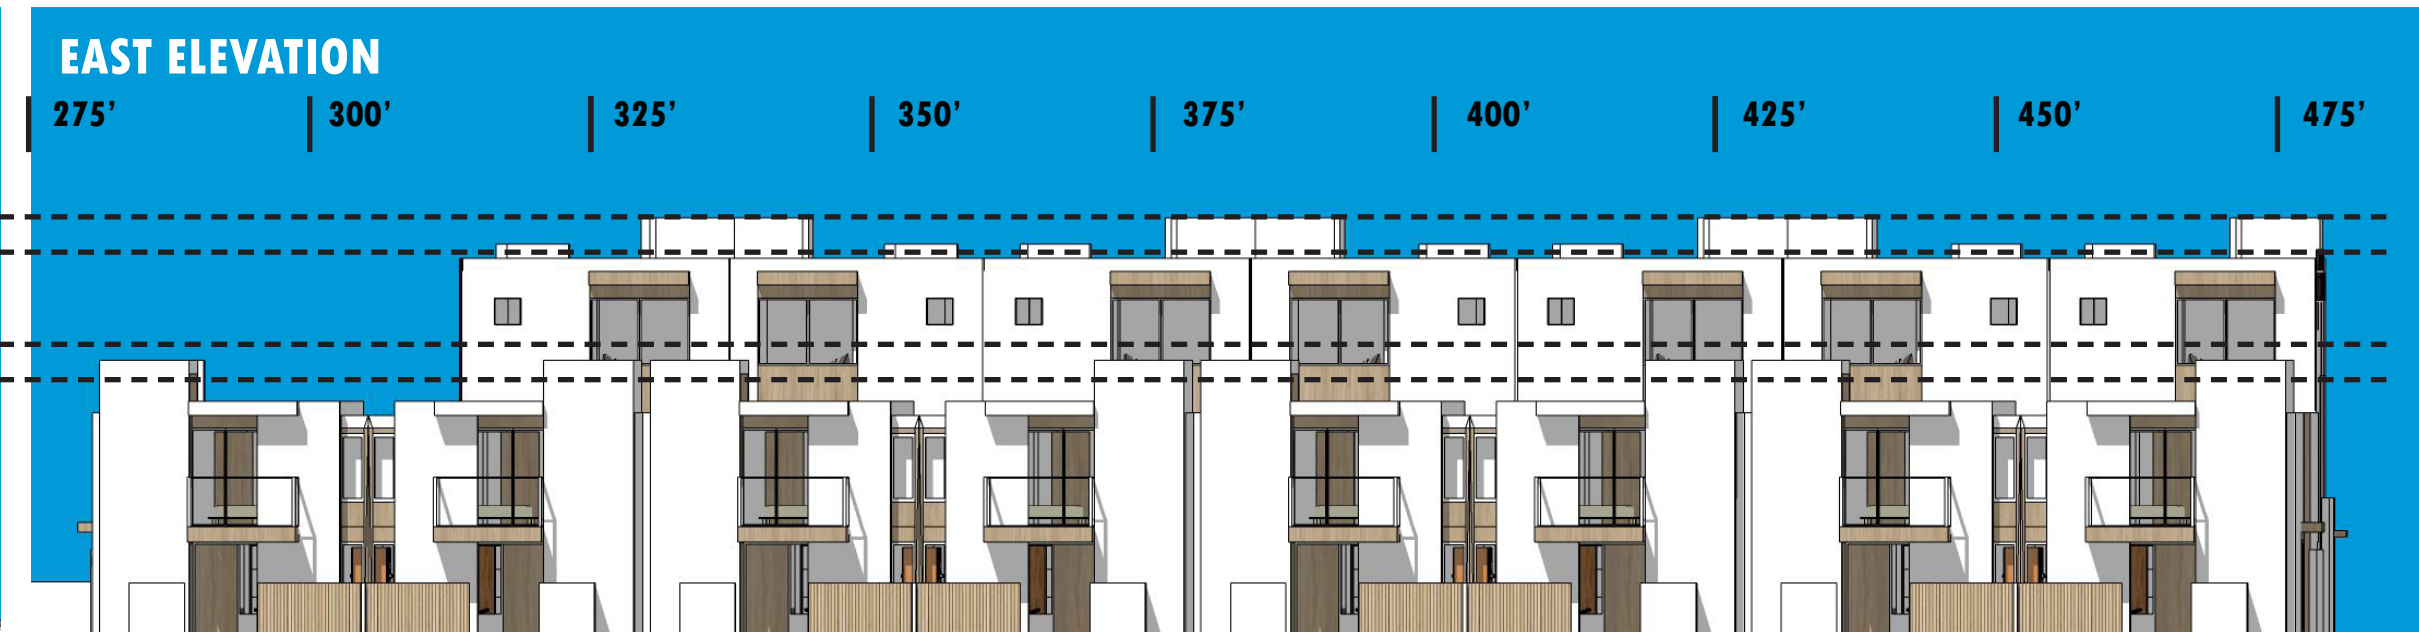 EAST ELEVATION
275’ 300’ 325’ 350’ 375’ 400’ 425’ 450’ 475’